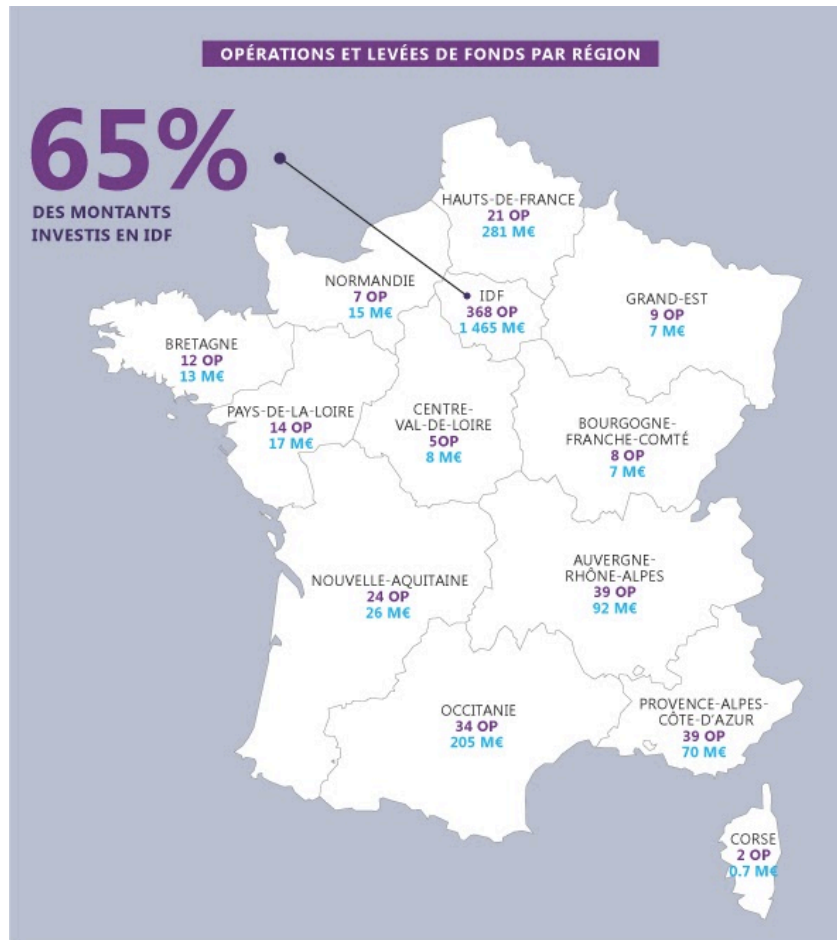 OPÉRATIONS ET LEVÉES DE FONDS PAR RÉGION
65%
DES MONTANTS
INVESTIS EN IDF
HAUTS-DE-FRANCE
21 OP
281 M€
NORMANDIE
7 OP
15 M€
IDF
368 OP
1 465 M€
GRAND-EST
9 OP
7 M€
BRETAGNE
12 OP
13 M€
PAYS-DE-LA-LOIRE
14 OP
17 M€
CENTRE-
VAL-DE-LOIRE
5OP
8 M€
BOURGOGNE-
FRANCHE-COMTÉ
8 OP
7 M€
NOUVELLE-AQUITAINE
24 OP
26 M€
AUVERGNE-
RHÔNE-ALPES
39 OP
92 M€
OCCITANIE
34 OP
205 M€
PROVENCE-ALPES-
CÔTE-D'AZUR
39 OP
70 M€
CORSE
2 OP
0.7 M€